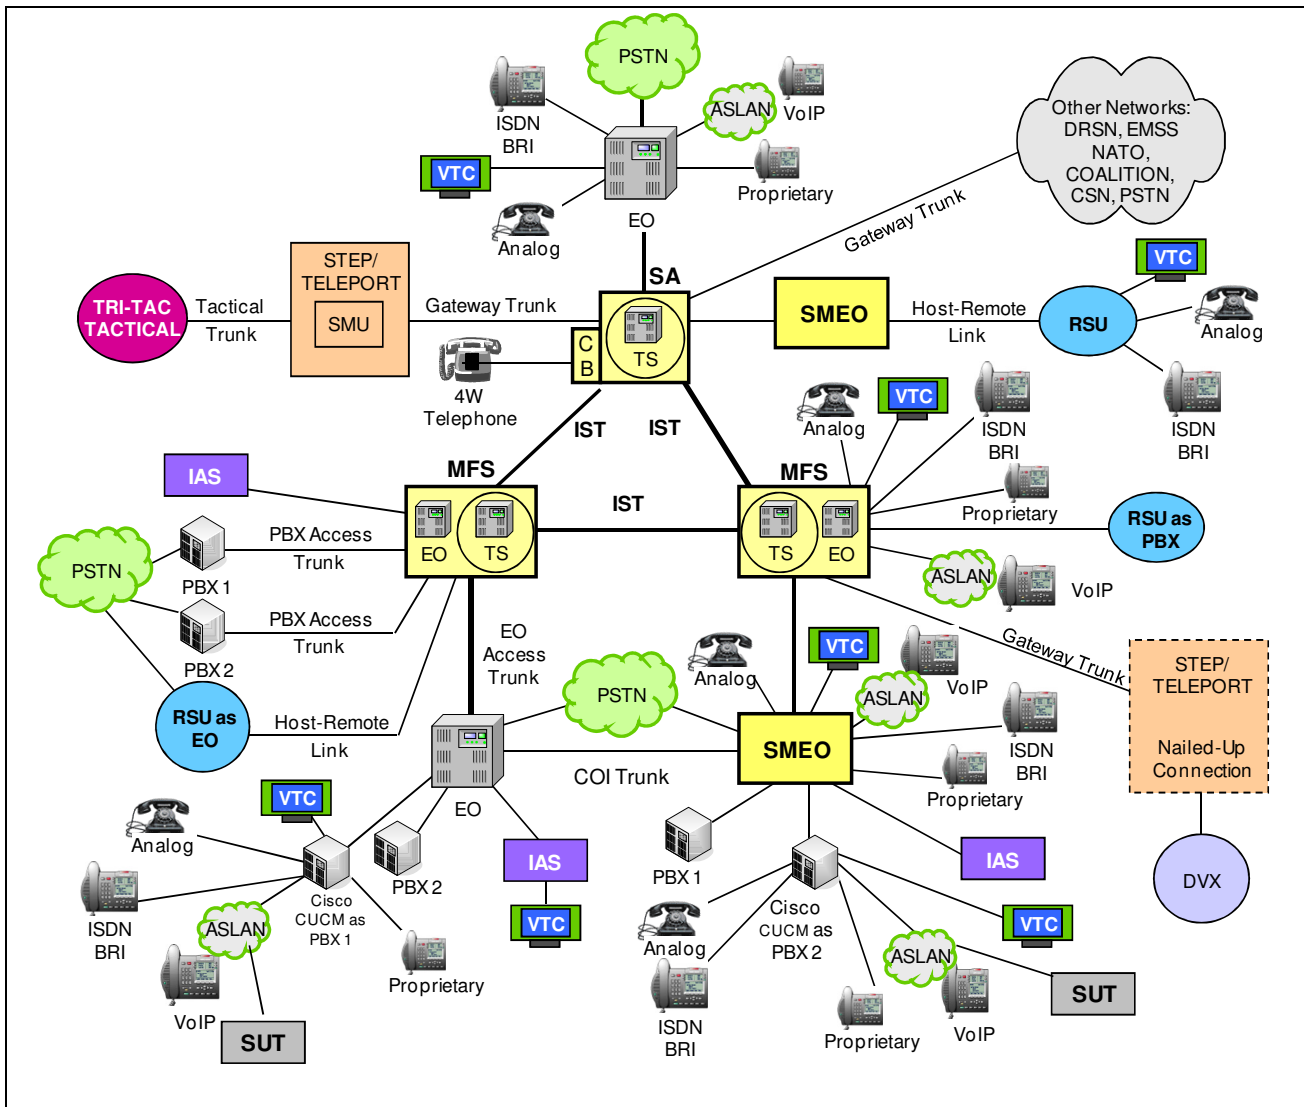 PSTN
ISDN
BRI
ASLAN
VoIP
VTC
Proprietary
Analog
EO
Other Networks:
DRSN, EMSS
NATO,
COALITION,
CSN, PSTN
Gateway Trunk
SA
STEP/
TELEPORT
SMU
TRI-TAC
TACTICAL
Tactical
Trunk
Gateway Trunk
TS
C
B
4W
Telephone
SMEO
Host-Remote
Link
RSU
VTC
Analog
ISDN
BRI
IST
IST
IST
MFS
EO
TS
MFS
TS
EO
Analog
VTC
ISDN
BRI
Proprietary
RSU as
PBX
ASLAN
VoIP
IAS
PSTN
PBX Access
Trunk
PBX 1
PBX Access
Trunk
PBX 2
RSU as
EO
Host-Remote
Link
EO
Access
Trunk
Gateway Trunk
STEP/
TELEPORT
Nailed-Up
Connection
DVX
PSTN
COI Trunk
EO
Analog
VTC
VoIP
ASLAN
SMEO
ISDN
BRI
Proprietary
VTC
Analog
ISDN
BRI
Cisco
CUCM as
PBX 1
PBX 2
ASLAN
VoIP
Proprietary
SUT
IAS
VTC
PBX 1
Cisco
CUCM as
PBX 2
IAS
Analog
ISDN
BRI
Proprietary
ASLAN
VoIP
VTC
SUT